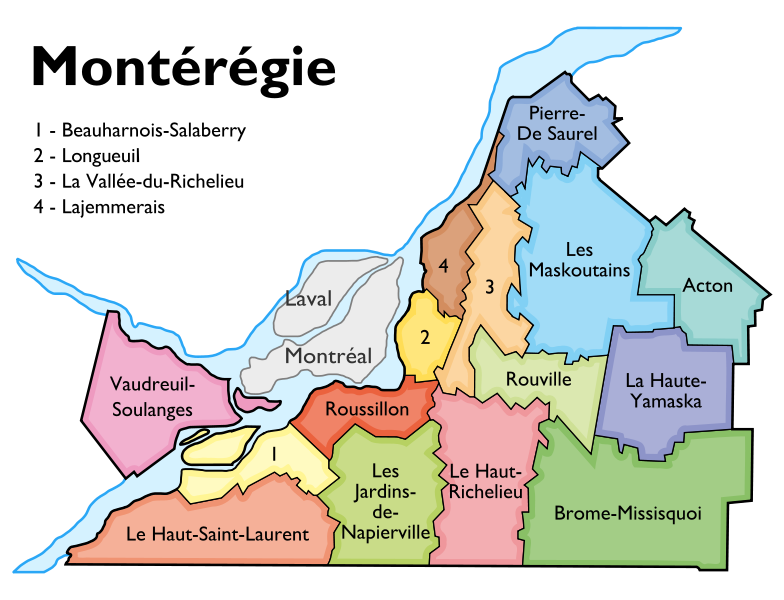 Montérégie
1 - Beauharnois-Salaberry
2 - Longueuil
3 - La Vallée-du-Richelieu
4 - Lajemmerais
Pierre-
De Saurel
Les
Maskoutains
Acton
4
3
Laval
2
Montréal
Vaudreuil-
Soulanges
Roussillon
Rouville
La Haute-
Yamaska
1
Les
Jardins-
de-
Napierville
Le Haut-
Richelieu
Brome-Missisquoi
Le Haut-Saint-Laurent